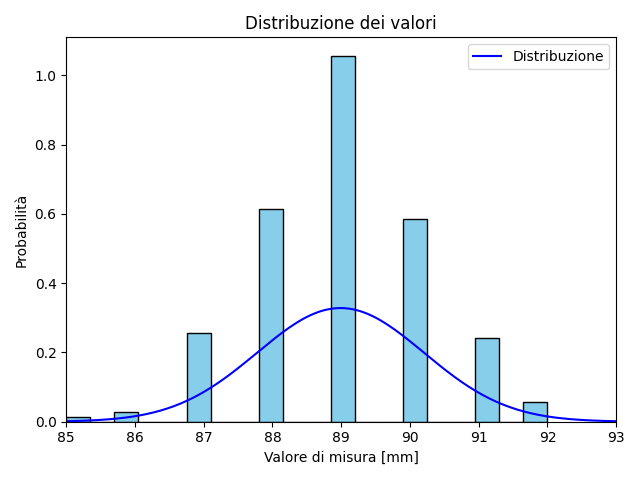 Distribuzione dei valori
Distribuzione
Probabilità
1.0
0.8
0.6
0.4
0.2
0.0
85 86 87 88 89 90 91 92 93
Valore di misura [mm]